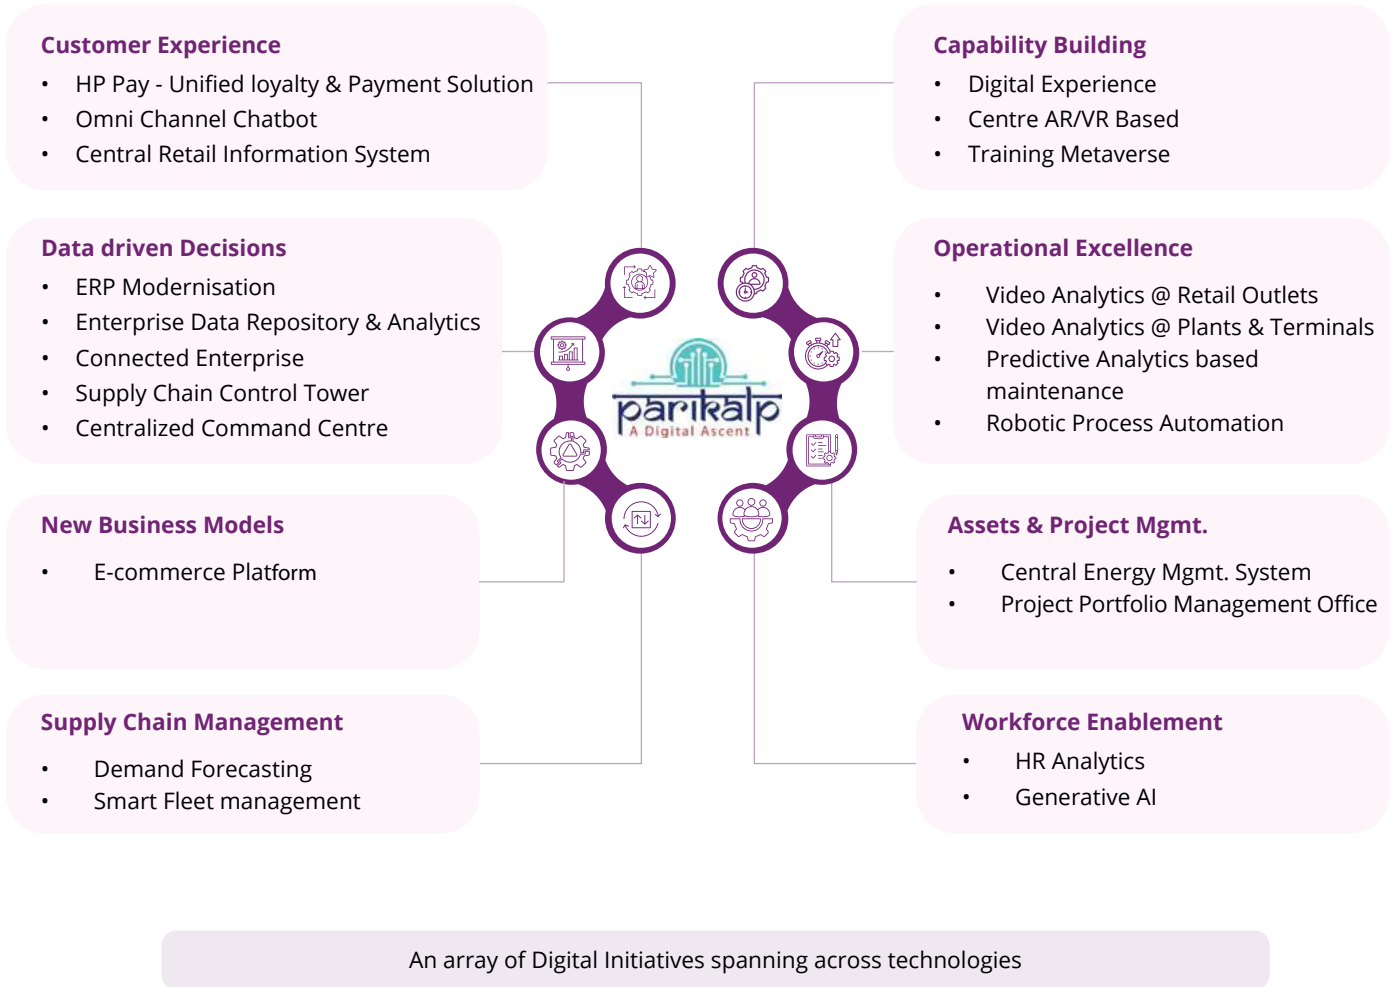 Customer Experience
• HP Pay - Unified loyalty & Payment Solution
• Omni Channel Chatbot
• Central Retail Information System
Data driven Decisions
• ERP Modernisation
• Enterprise Data Repository & Analytics
• Connected Enterprise
• Supply Chain Control Tower
• Centralized Command Centre
New Business Models
• E-commerce Platform
Supply Chain Management
• Demand Forecasting
• Smart Fleet management
parikalp
A Digital Ascent
Capability Building
• Digital Experience
• Centre AR/VR Based
• Training Metaverse
Operational Excellence
• Video Analytics @ Retail Outlets
• Video Analytics @ Plants & Terminals
• Predictive Analytics based
maintenance
• Robotic Process Automation
Assets & Project Mgmt.
• Central Energy Mgmt. System
• Project Portfolio Management Office
Workforce Enablement
• HR Analytics
• Generative AI
An array of Digital Initiatives spanning across technologies